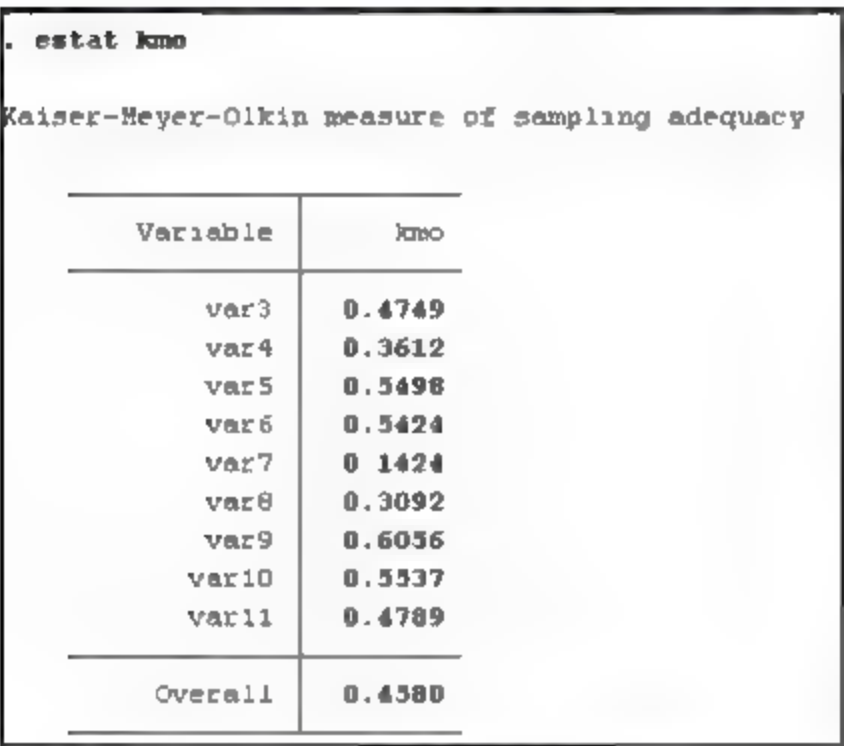 . estat kmo
Kaiser-Meyer-Olkin measure of sampling adequacy
Variable kmo
var3 0.4749
var4 0.3612
var5 0.5498
var6 0.5424
var7 0 1424
var8 0.3092
var9 0.6056
var10 0.5537
var11 0.4789
Overall 0.4580